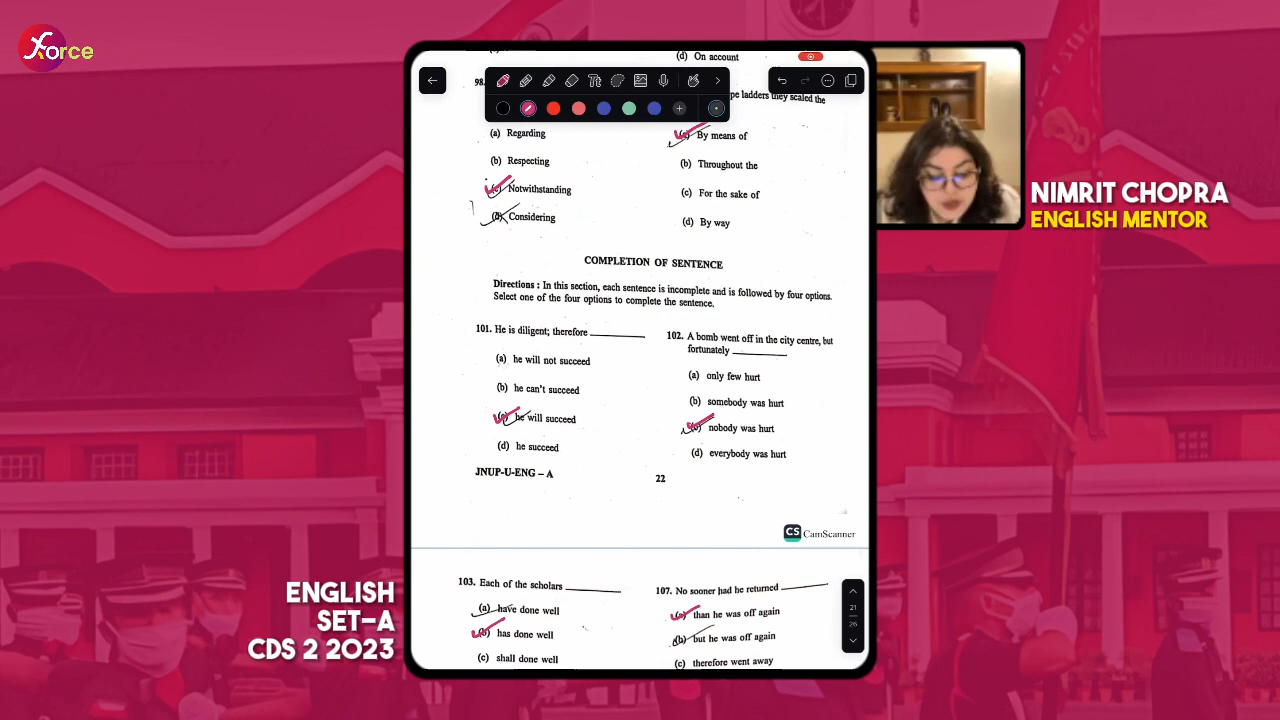 force
(d) On account
98.
pe ladders they scaled the
(a) Regarding
(b) Respecting
(c) Notwithstanding
(d) Considering
(a) By means of
(b) Throughout the
(c) For the sake of
(d) By way
COMPLETION OF SENTENCE
Directions : In this section, each sentence is incomplete and is followed by four options.
Select one of the four options to complete the sentence.
101. He is diligent; therefore __________
(a) he will not succeed
(b) he can't succeed
(c) he will succeed
(d) he succeed
102. A bomb went off in the city centre, but
fortunately __________
(a) only few hurt
(b) somebody was hurt
(c) nobody was hurt
(d) everybody was hurt
JNUP-U-ENG – A
22
CS CamScanner
103. Each of the scholars __________
(a) have done well
(b) has done well
(c) shall done well
107. No sooner had he returned __________
(a) than he was off again
(b) but he was off again
(c) therefore went away
21
26
NIMRIT CHOPRA
ENGLISH MENTOR
ENGLISH
SET-A
CDS 2 2023